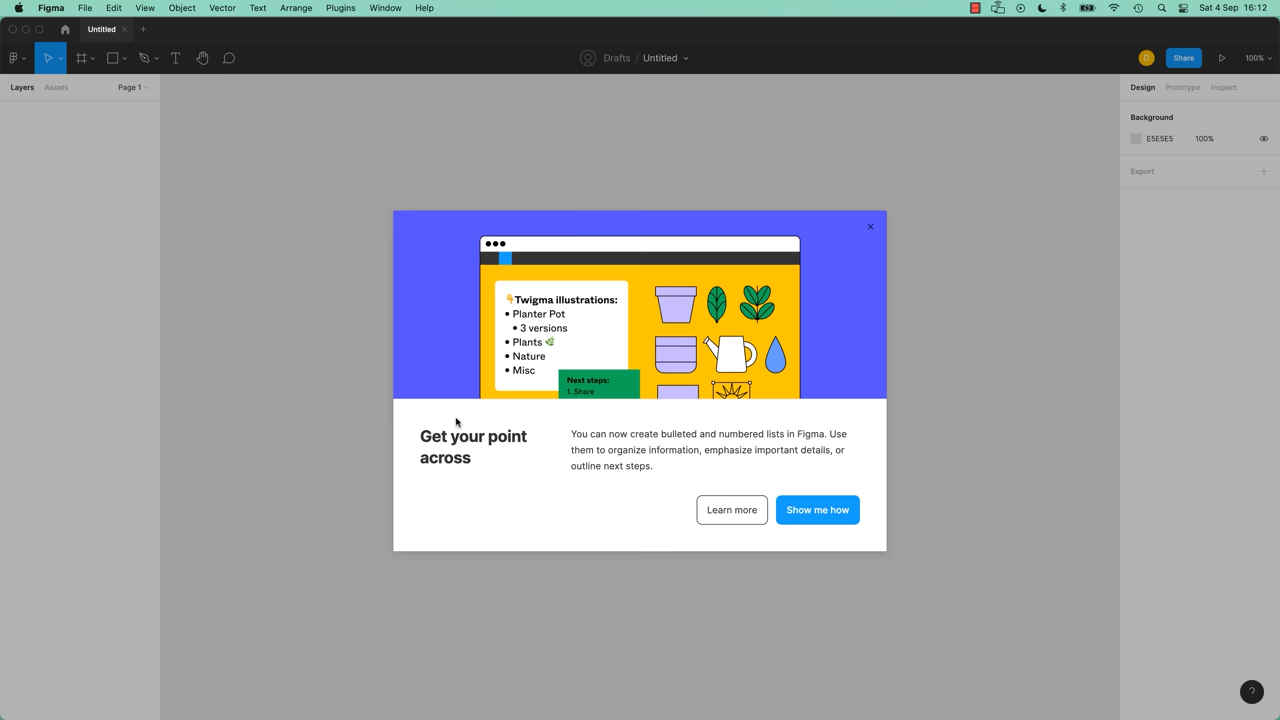 Figma File Edit View Object Vector Text Arrange Plugins Window Help Sat 4 Sep 16:12
Untitled
Drafts / Untitled D Share 100%
Layers Assets Page 1 Design Prototype Inspect
Background
E5E5E5 100%
Export
👇Twigma illustrations:
• Planter Pot
• 3 versions
• Plants 🌿
• Nature
• Misc
Next steps:
1. Share
Get your point
across
You can now create bulleted and numbered lists in Figma. Use
them to organize information, emphasize important details, or
outline next steps.
Learn more Show me how
?